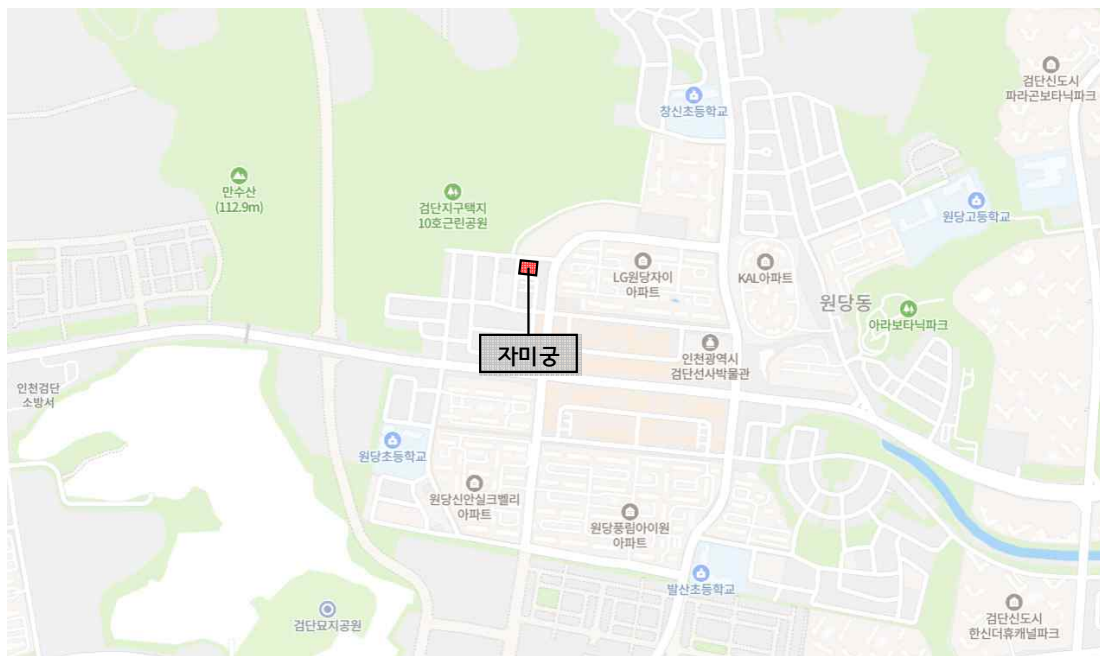 검단신도시
파라곤보타닉파크
창신초등학교
만수산
(112.9m)
검단지구택지
10호근린공원
원당고등학교
LG원당자이
아파트
KAL아파트
원당동
아라보타닉파크
자미궁
인천광역시
검단선사박물관
인천검단
소방서
원당초등학교
원당신안실크벨리
아파트
원당풍림아이원
아파트
발산초등학교
검단묘지공원
검단신도시
한신더휴캐널파크